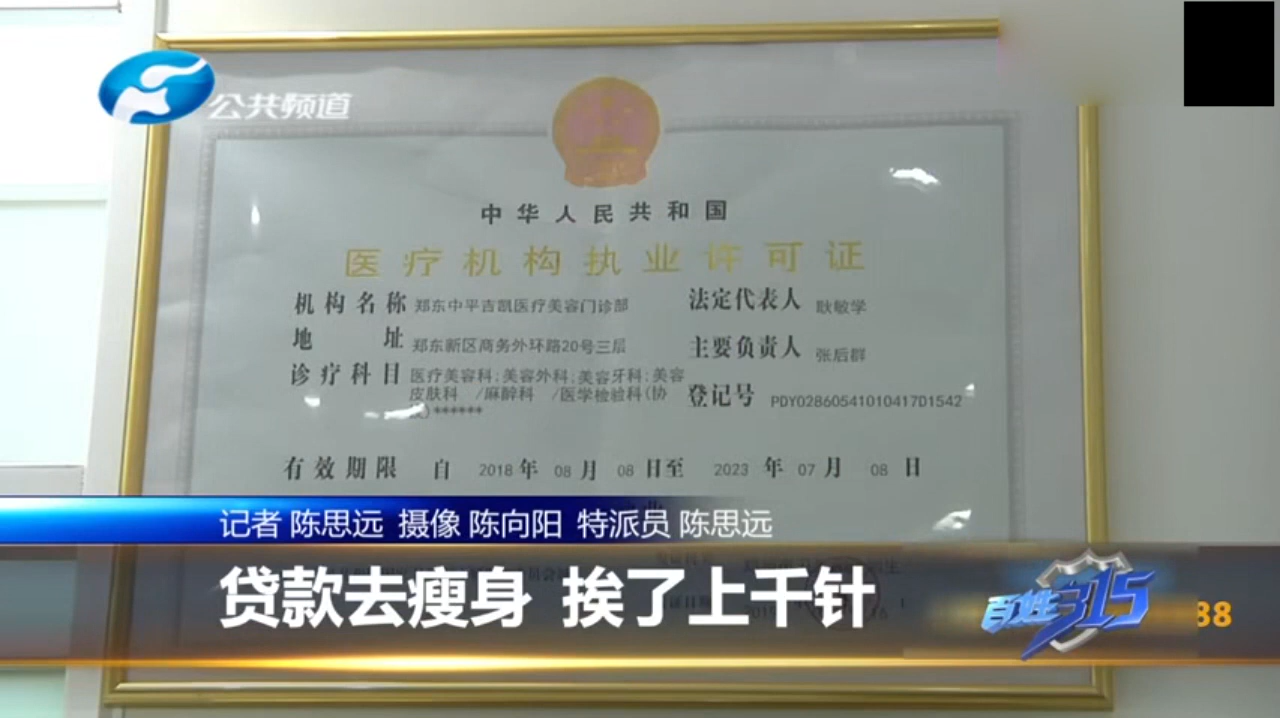 公共频道
中华人民共和国
医疗机构执业许可证
机构名称 郑东中平吉凯医疗美容门诊部
法定代表人 耿敏学
地 址 郑东新区商务外环路20号三层
主要负责人 张后群
诊疗科目 医疗美容科;美容外科;美容牙科;美容
皮肤科 /麻醉科 /医学检验科(协
******
登记号 PDY02860541010417D1542
有效期限 自 2018 年 08 月 08 日至 2023 年 07 月 08 日
记者 陈思远 摄像 陈向阳 特派员 陈思远
贷款去瘦身 挨了上千针
百姓315
88